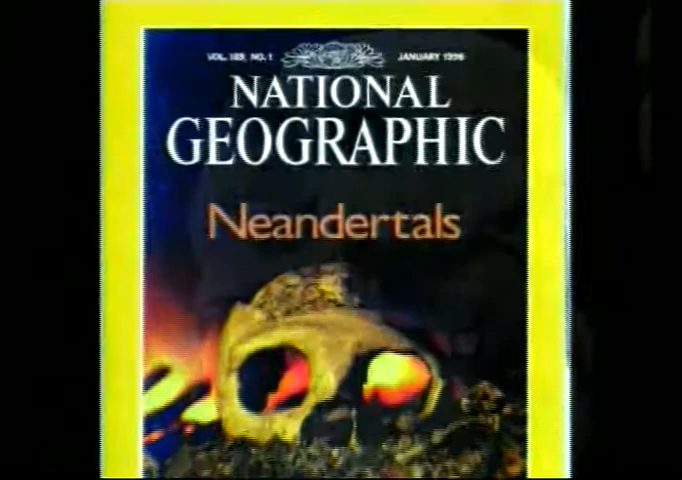 VOL. 189, NO. 1 JANUARY 1996
NATIONAL
GEOGRAPHIC
Neandertals